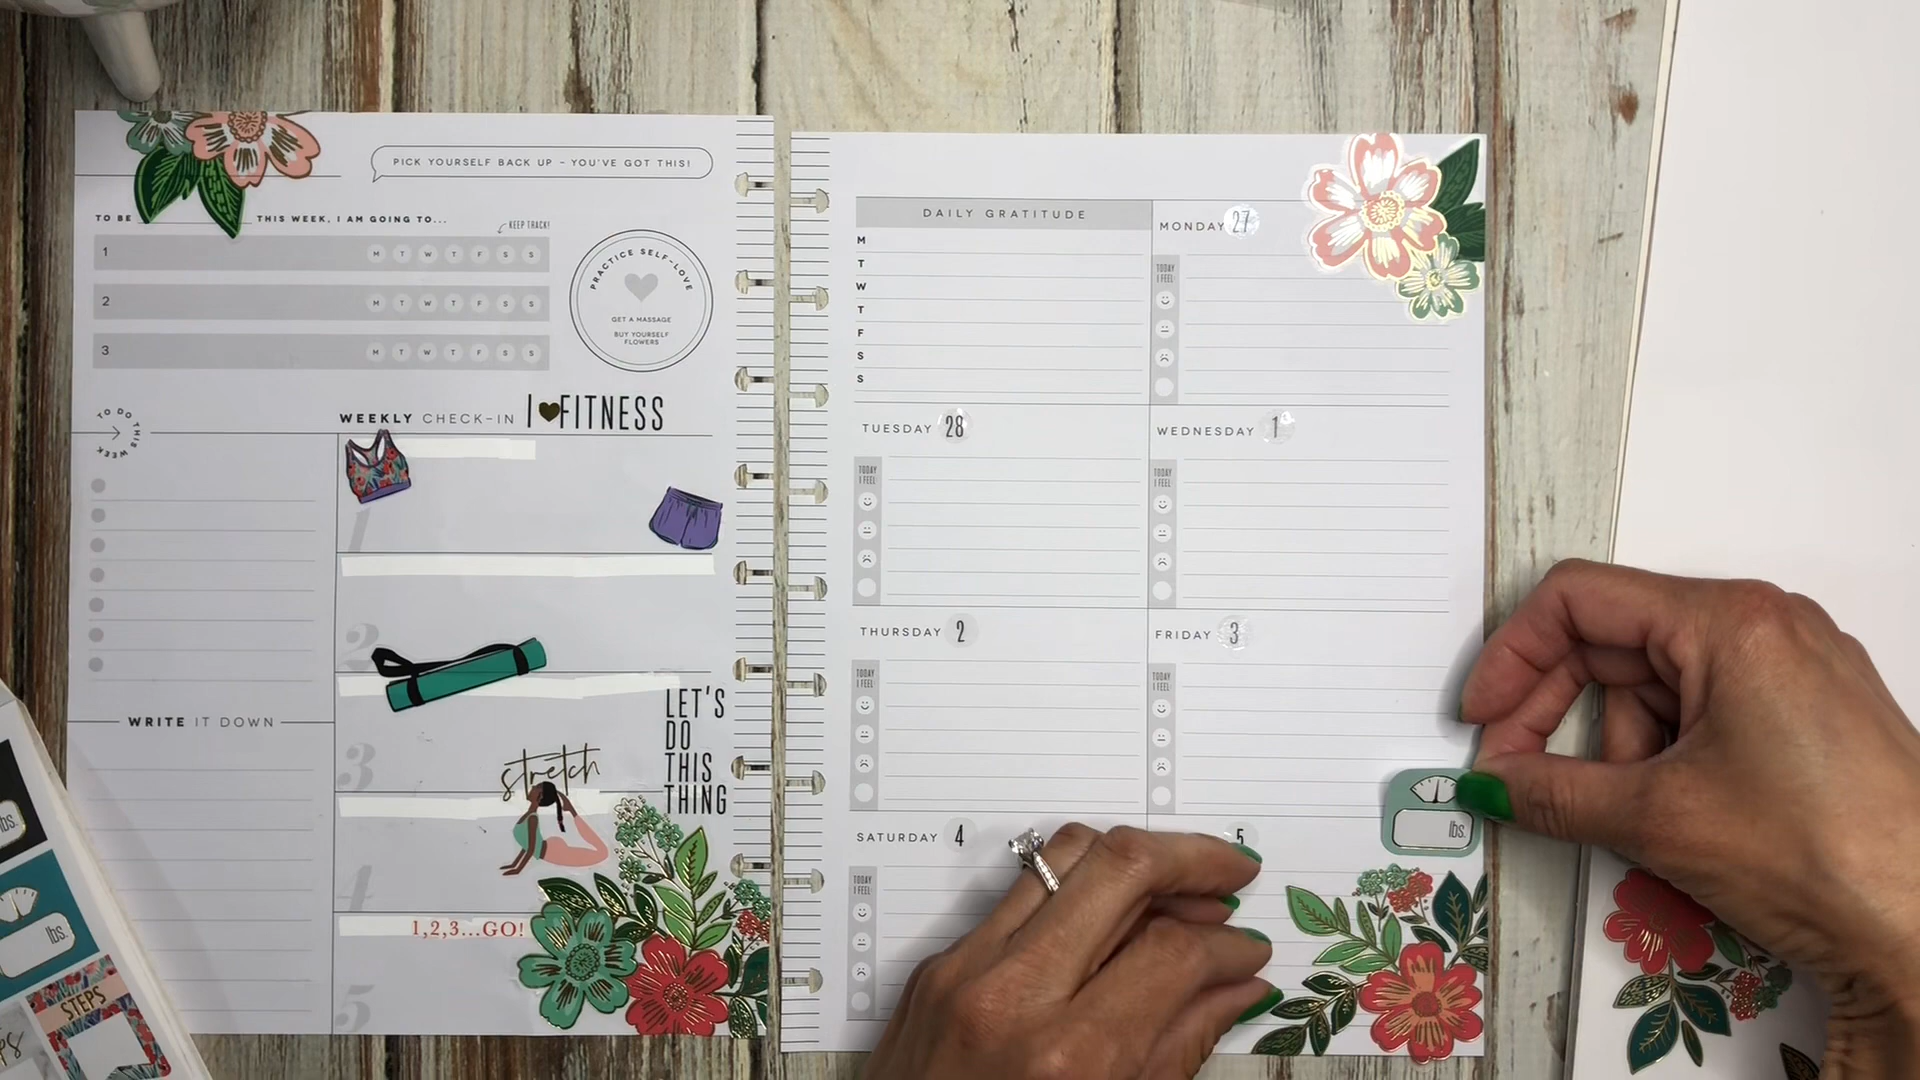 PICK YOURSELF BACK UP - YOU'VE GOT THIS!
TO BE
THIS WEEK, I AM GOING TO...
KEEP TRACK!
1 M T W T F S S
2 M T W T F S S
3 M T W T F S S
PRACTICE SELF-LOVE
GET A MASSAGE
BUY YOURSELF
FLOWERS
TO DO THIS WEEK
WEEKLY CHECK-IN
I FITNESS
1
2
3
4
5
LET'S
DO
THIS
THING
stretch
1,2,3...GO!
WRITE IT DOWN
lbs.
lbs.
STEPS
DAILY GRATITUDE
M
T
W
T
F
S
S
MONDAY 27
TODAY
I FEEL
TUESDAY 28
TODAY
I FEEL
WEDNESDAY 1
TODAY
I FEEL
THURSDAY 2
TODAY
I FEEL
FRIDAY 3
TODAY
I FEEL
SATURDAY 4
TODAY
I FEEL
5
lbs.